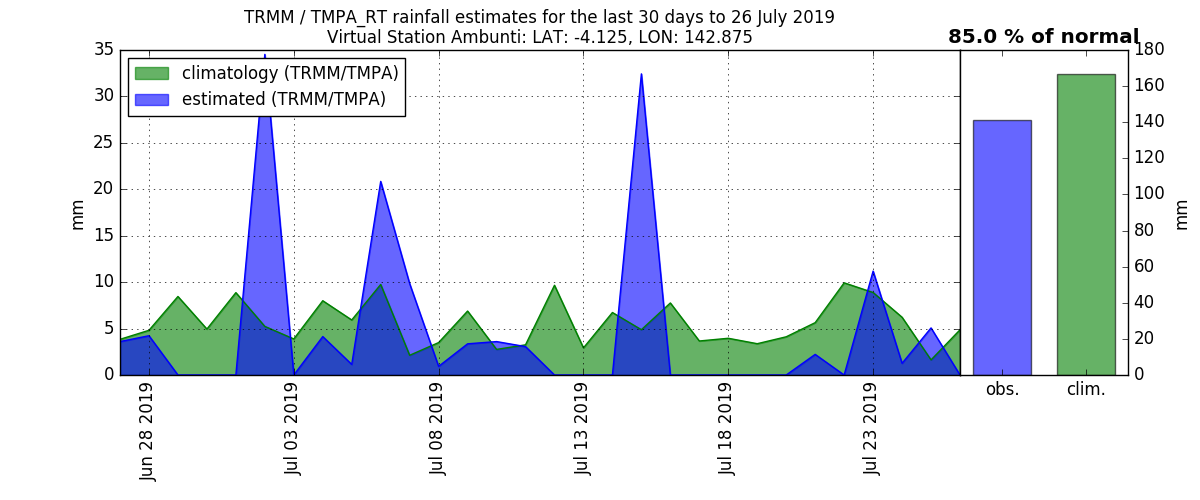 TRMM / TMPA_RT rainfall estimates for the last 30 days to 26 July 2019
Virtual Station Ambunti: LAT: -4.125, LON: 142.875
85.0 % of normal
climatology (TRMM/TMPA)
estimated (TRMM/TMPA)
35
30
25
20
15
10
5
0
mm
Jun 28 2019
Jul 03 2019
Jul 08 2019
Jul 13 2019
Jul 18 2019
Jul 23 2019
obs.
clim.
180
160
140
120
100
80
60
40
20
0
mm